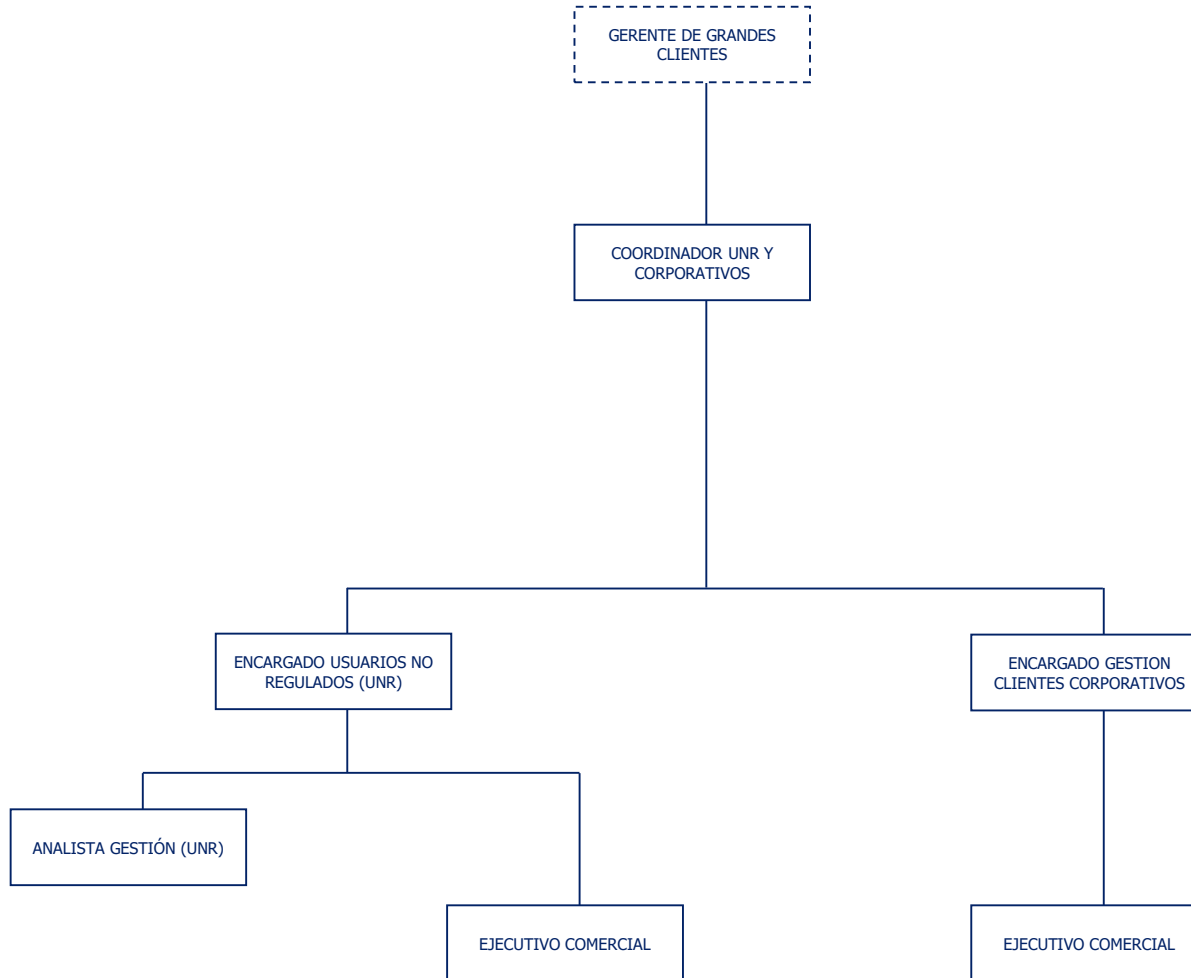 GERENTE DE GRANDES
CLIENTES
COORDINADOR UNR Y
CORPORATIVOS
ENCARGADO USUARIOS NO
REGULADOS (UNR)
ENCARGADO GESTION
CLIENTES CORPORATIVOS
ANALISTA GESTIÓN (UNR)
EJECUTIVO COMERCIAL
EJECUTIVO COMERCIAL